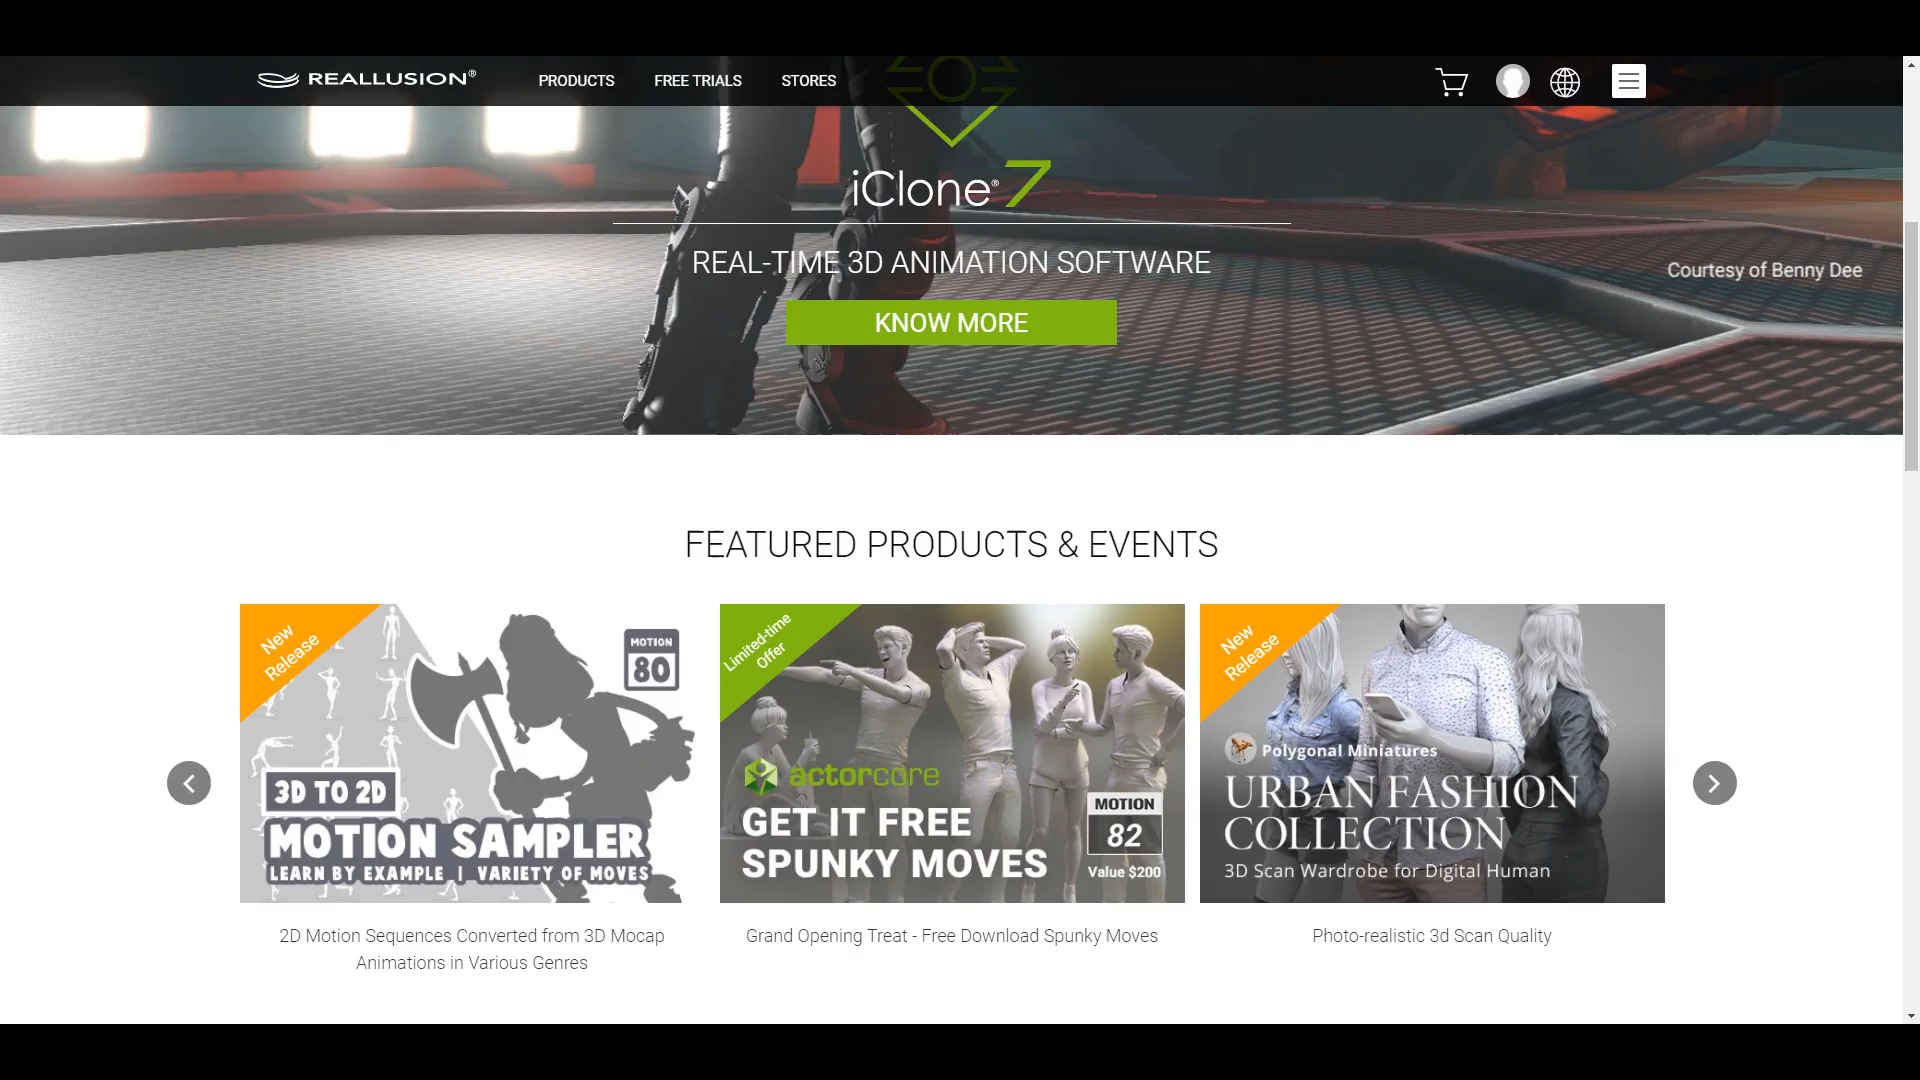 REALLUSION®
PRODUCTS
FREE TRIALS
STORES
iClone® 7
REAL-TIME 3D ANIMATION SOFTWARE
KNOW MORE
Courtesy of Benny Dee
FEATURED PRODUCTS & EVENTS
New
Release
MOTION
80
3D TO 2D
MOTION SAMPLER
LEARN BY EXAMPLE | VARIETY OF MOVES
2D Motion Sequences Converted from 3D Mocap
Animations in Various Genres
Limited-time
Offer
actorcore
GET IT FREE
SPUNKY MOVES
MOTION
82
Value $200
Grand Opening Treat - Free Download Spunky Moves
New
Release
Polygonal Miniatures
URBAN FASHION
COLLECTION
3D Scan Wardrobe for Digital Human
Photo-realistic 3d Scan Quality